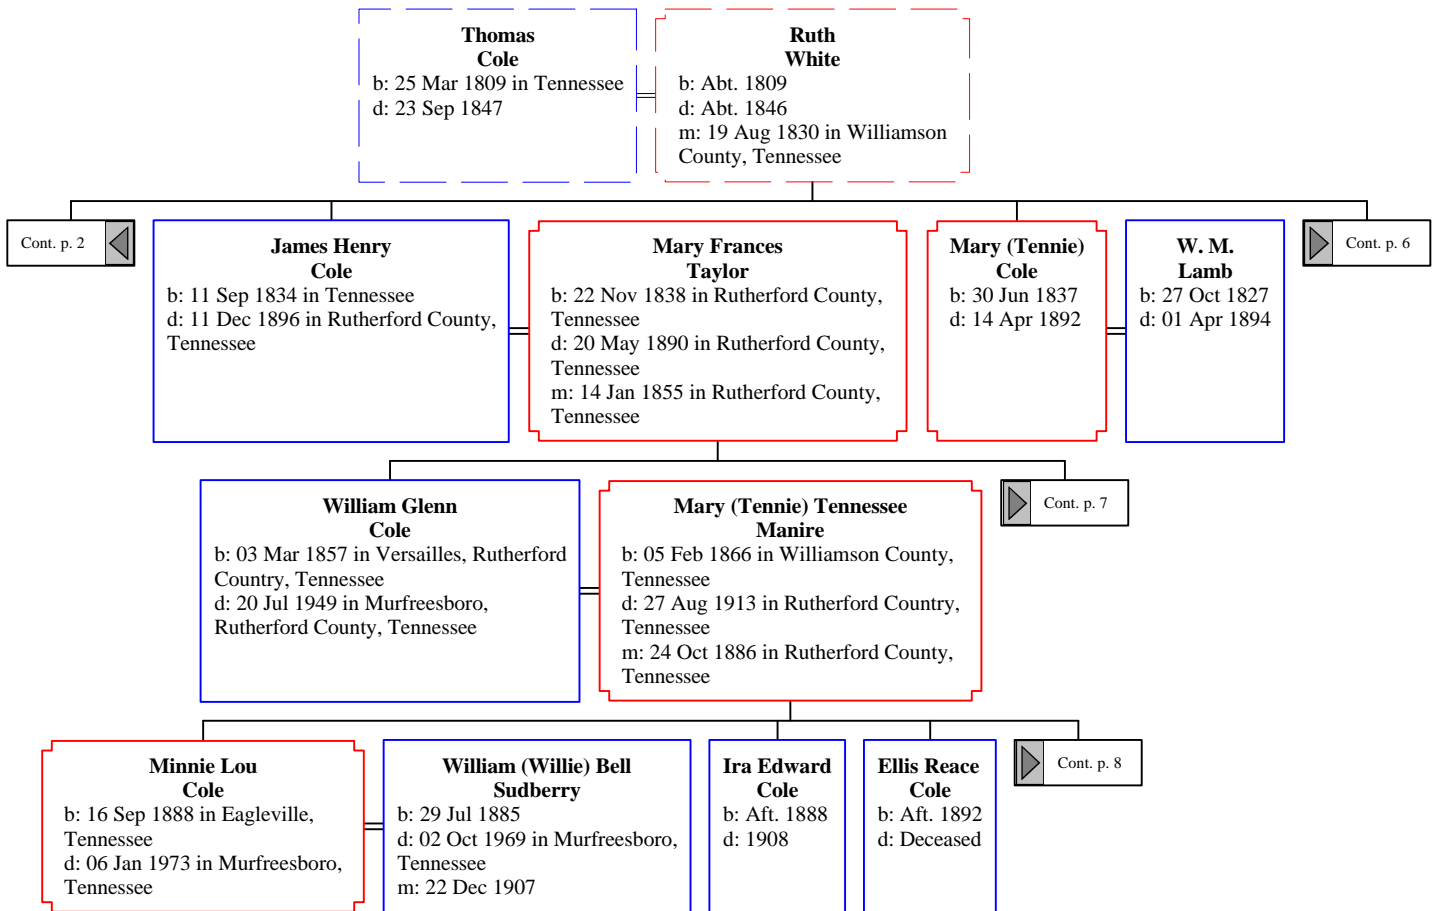 Thomas
Cole
b: 25 Mar 1809 in Tennessee
d: 23 Sep 1847
Ruth
White
b: Abt. 1809
d: Abt. 1846
m: 19 Aug 1830 in Williamson
County, Tennessee
Cont. p. 2
James Henry
Cole
b: 11 Sep 1834 in Tennessee
d: 11 Dec 1896 in Rutherford County,
Tennessee
Mary Frances
Taylor
b: 22 Nov 1838 in Rutherford County,
Tennessee
d: 20 May 1890 in Rutherford County,
Tennessee
m: 14 Jan 1855 in Rutherford County,
Tennessee
Mary (Tennie)
Cole
b: 30 Jun 1837
d: 14 Apr 1892
W. M.
Lamb
b: 27 Oct 1827
d: 01 Apr 1894
Cont. p. 6
William Glenn
Cole
b: 03 Mar 1857 in Versailles, Rutherford
Country, Tennessee
d: 20 Jul 1949 in Murfreesboro,
Rutherford County, Tennessee
Mary (Tennie) Tennessee
Manire
b: 05 Feb 1866 in Williamson County,
Tennessee
d: 27 Aug 1913 in Rutherford Country,
Tennessee
m: 24 Oct 1886 in Rutherford County,
Tennessee
Cont. p. 7
Minnie Lou
Cole
b: 16 Sep 1888 in Eagleville,
Tennessee
d: 06 Jan 1973 in Murfreesboro,
Tennessee
William (Willie) Bell
Sudberry
b: 29 Jul 1885
d: 02 Oct 1969 in Murfreesboro,
Tennessee
m: 22 Dec 1907
Ira Edward
Cole
b: Aft. 1888
d: 1908
Ellis Reace
Cole
b: Aft. 1892
d: Deceased
Cont. p. 8